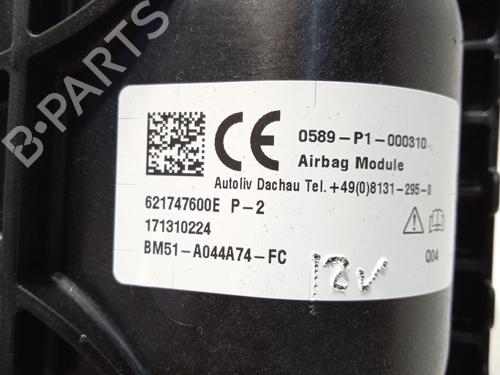 B-PARTS
CE
0589-P1-000310
Airbag Module
Autoliv Dachau Tel. +49(0)8131-295-0
621747600E P-2
171310224
BM51-A044A74-FC
Q04